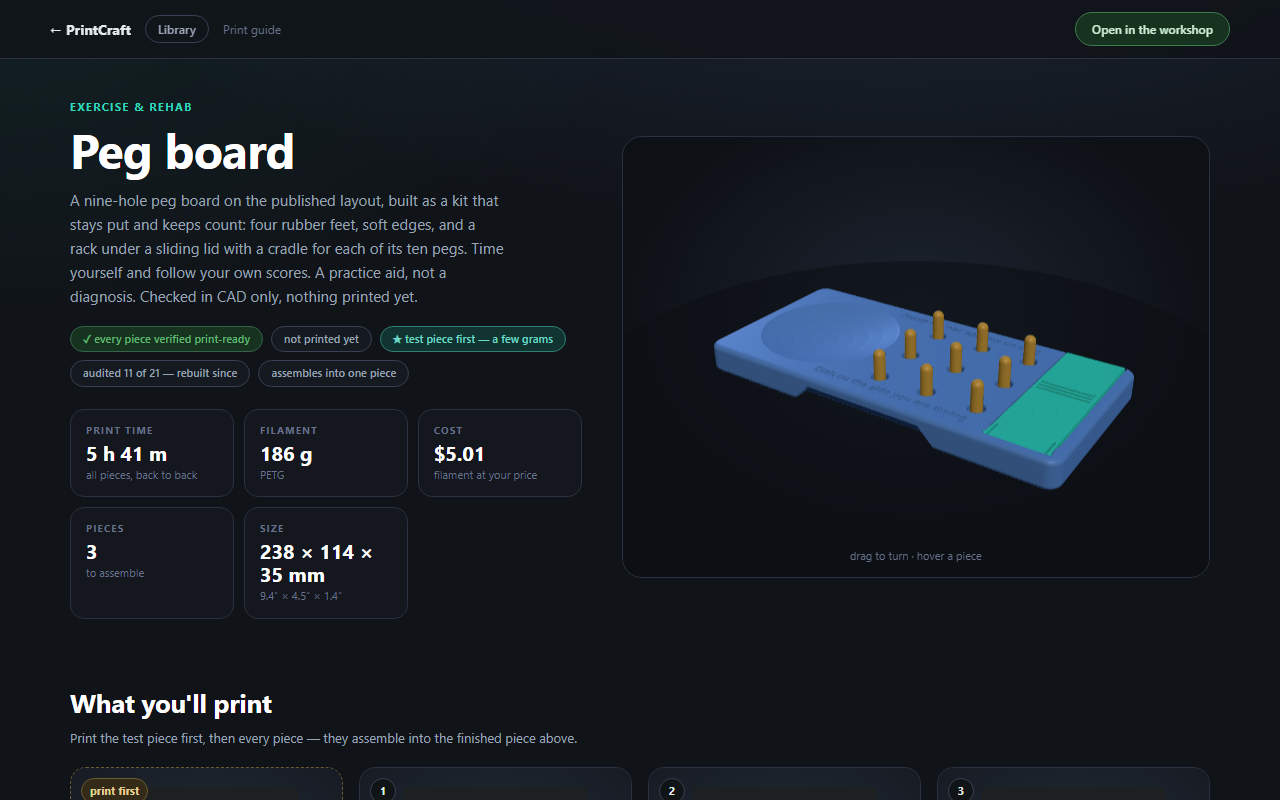 ← PrintCraft
Library
Print guide
Open in the workshop
EXERCISE & REHAB
Peg board
A nine-hole peg board on the published layout, built as a kit that
stays put and keeps count: four rubber feet, soft edges, and a
rack under a sliding lid with a cradle for each of its ten pegs. Time
yourself and follow your own scores. A practice aid, not a
diagnosis. Checked in CAD only, nothing printed yet.
✓ every piece verified print-ready
not printed yet
★ test piece first — a few grams
audited 11 of 21 — rebuilt since
assembles into one piece
PRINT TIME
5 h 41 m
all pieces, back to back
FILAMENT
186 g
PETG
COST
$5.01
filament at your price
PIECES
3
to assemble
SIZE
238 × 114 ×
35 mm
9.4″ × 4.5″ × 1.4″
drag to turn · hover a piece
What you'll print
Print the test piece first, then every piece — they assemble into the finished piece above.
print first
1
2
3